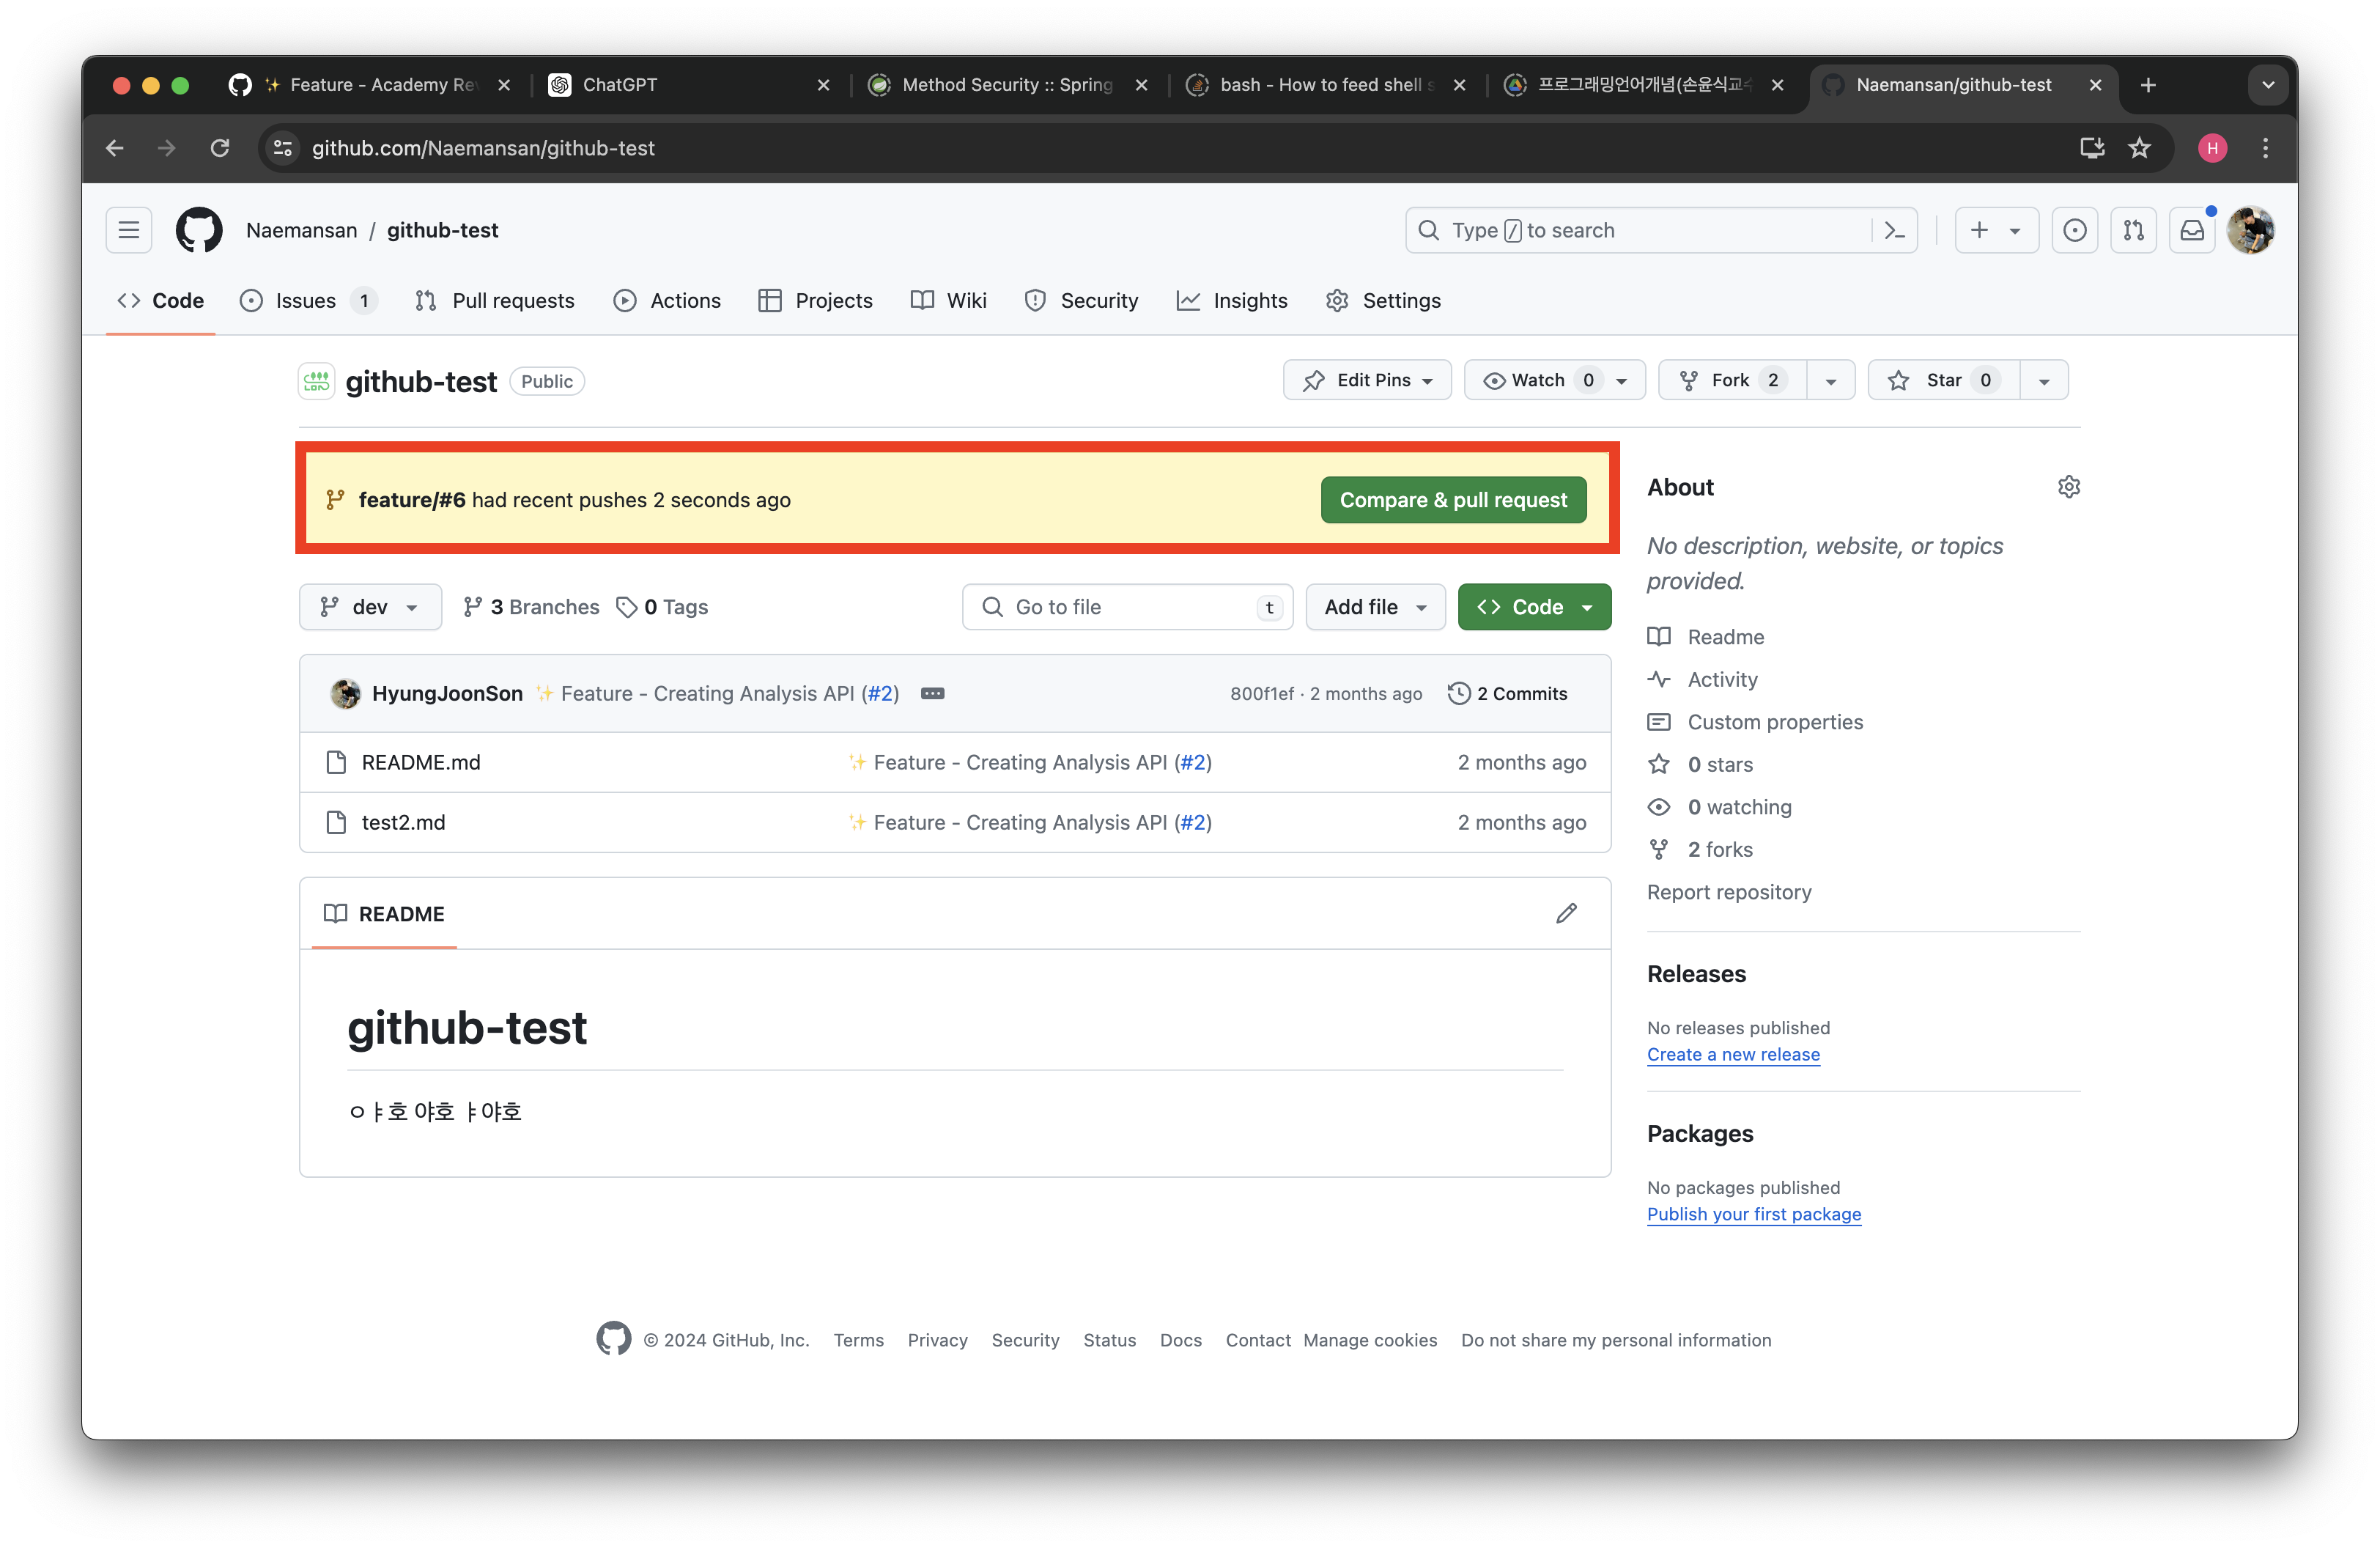 ✨ Feature - Academy Rev
ChatGPT
Method Security :: Spring
bash - How to feed shell s
프로그래밍언어개념(손윤식교수
Naemansan/github-test
github.com/Naemansan/github-test
H
Naemansan / github-test
Type / to search
Code
Issues 1
Pull requests
Actions
Projects
Wiki
Security
Insights
Settings
github-test Public
Edit Pins
Watch 0
Fork 2
Star 0
feature/#6 had recent pushes 2 seconds ago
Compare & pull request
dev
3 Branches
0 Tags
Go to file t
Add file
Code
HyungJoonSon ✨ Feature - Creating Analysis API (#2)
800f1ef · 2 months ago
2 Commits
README.md ✨ Feature - Creating Analysis API (#2) 2 months ago
test2.md ✨ Feature - Creating Analysis API (#2) 2 months ago
README
github-test
ㅇㅑ호 야호 ㅑ야호
About
No description, website, or topics
provided.
Readme
Activity
Custom properties
0 stars
0 watching
2 forks
Report repository
Releases
No releases published
Create a new release
Packages
No packages published
Publish your first package
© 2024 GitHub, Inc. Terms Privacy Security Status Docs Contact Manage cookies Do not share my personal information